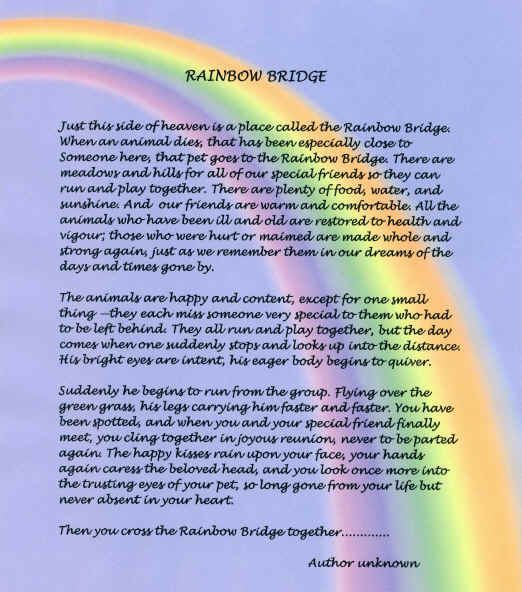 RAINBOW BRIDGE
Just this side of heaven is a place called the Rainbow Bridge.
When an animal dies, that has been especially close to
Someone here, that pet goes to the Rainbow Bridge. There are
meadows and hills for all of our special friends so they can
run and play together. There are plenty of food, water, and
sunshine. And our friends are warm and comfortable. All the
animals who have been ill and old are restored to health and
vigour; those who were hurt or maimed are made whole and
strong again, just as we remember them in our dreams of the
days and times gone by.
The animals are happy and content, except for one small
thing —they each miss someone very special to them who had
to be left behind. They all run and play together, but the day
comes when one suddenly stops and looks up into the distance.
His bright eyes are intent, his eager body begins to quiver.
Suddenly he begins to run from the group. Flying over the
green grass, his legs carrying him faster and faster. You have
been spotted, and when you and your special friend finally
meet, you cling together in joyous reunion, never to be parted
again. The happy kisses rain upon your face, your hands
again caress the beloved head, and you look once more into
the trusting eyes of your pet, so long gone from your life but
never absent in your heart.
Then you cross the Rainbow Bridge together.............
Author unknown